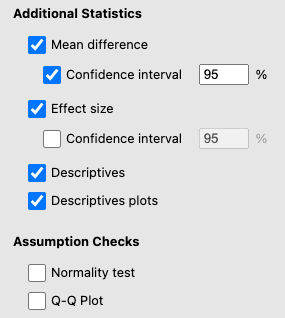 Additional Statistics
Mean difference
Confidence interval 95 %
Effect size
Confidence interval 95 %
Descriptives
Descriptives plots
Assumption Checks
Normality test
Q-Q Plot